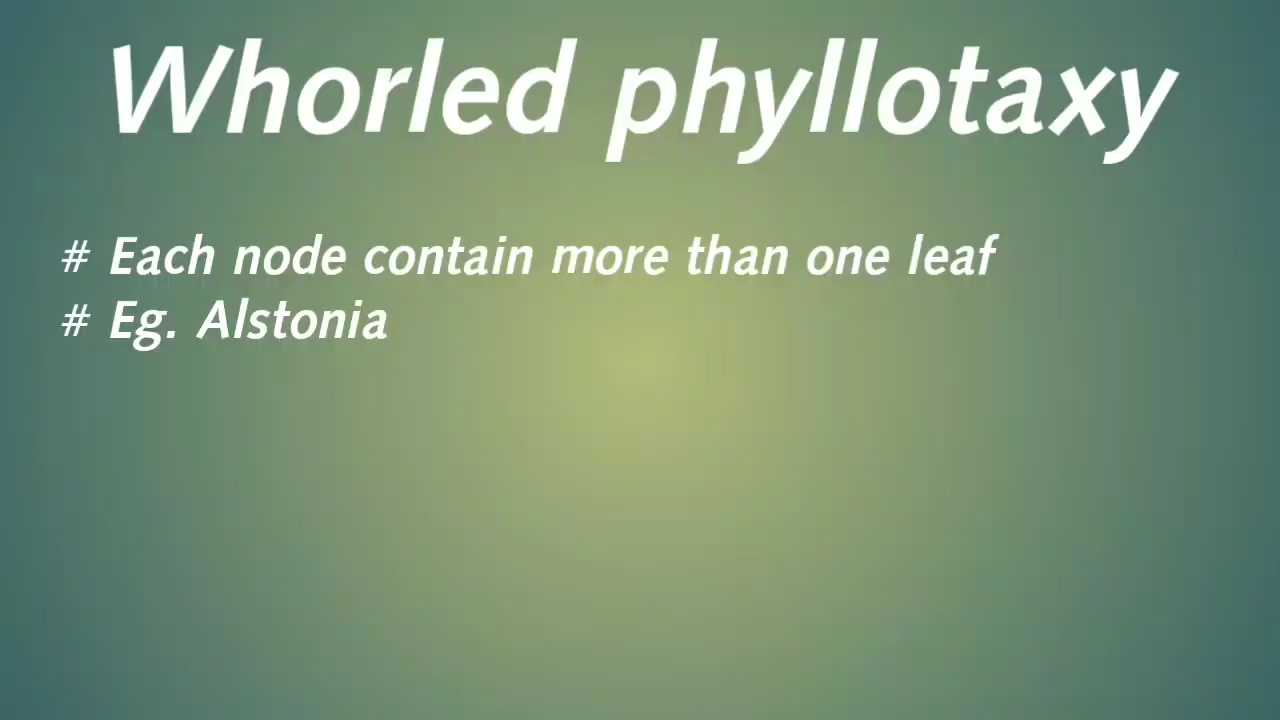 Whorled phyllotaxy
# Each node contain more than one leaf
# Eg. Alstonia